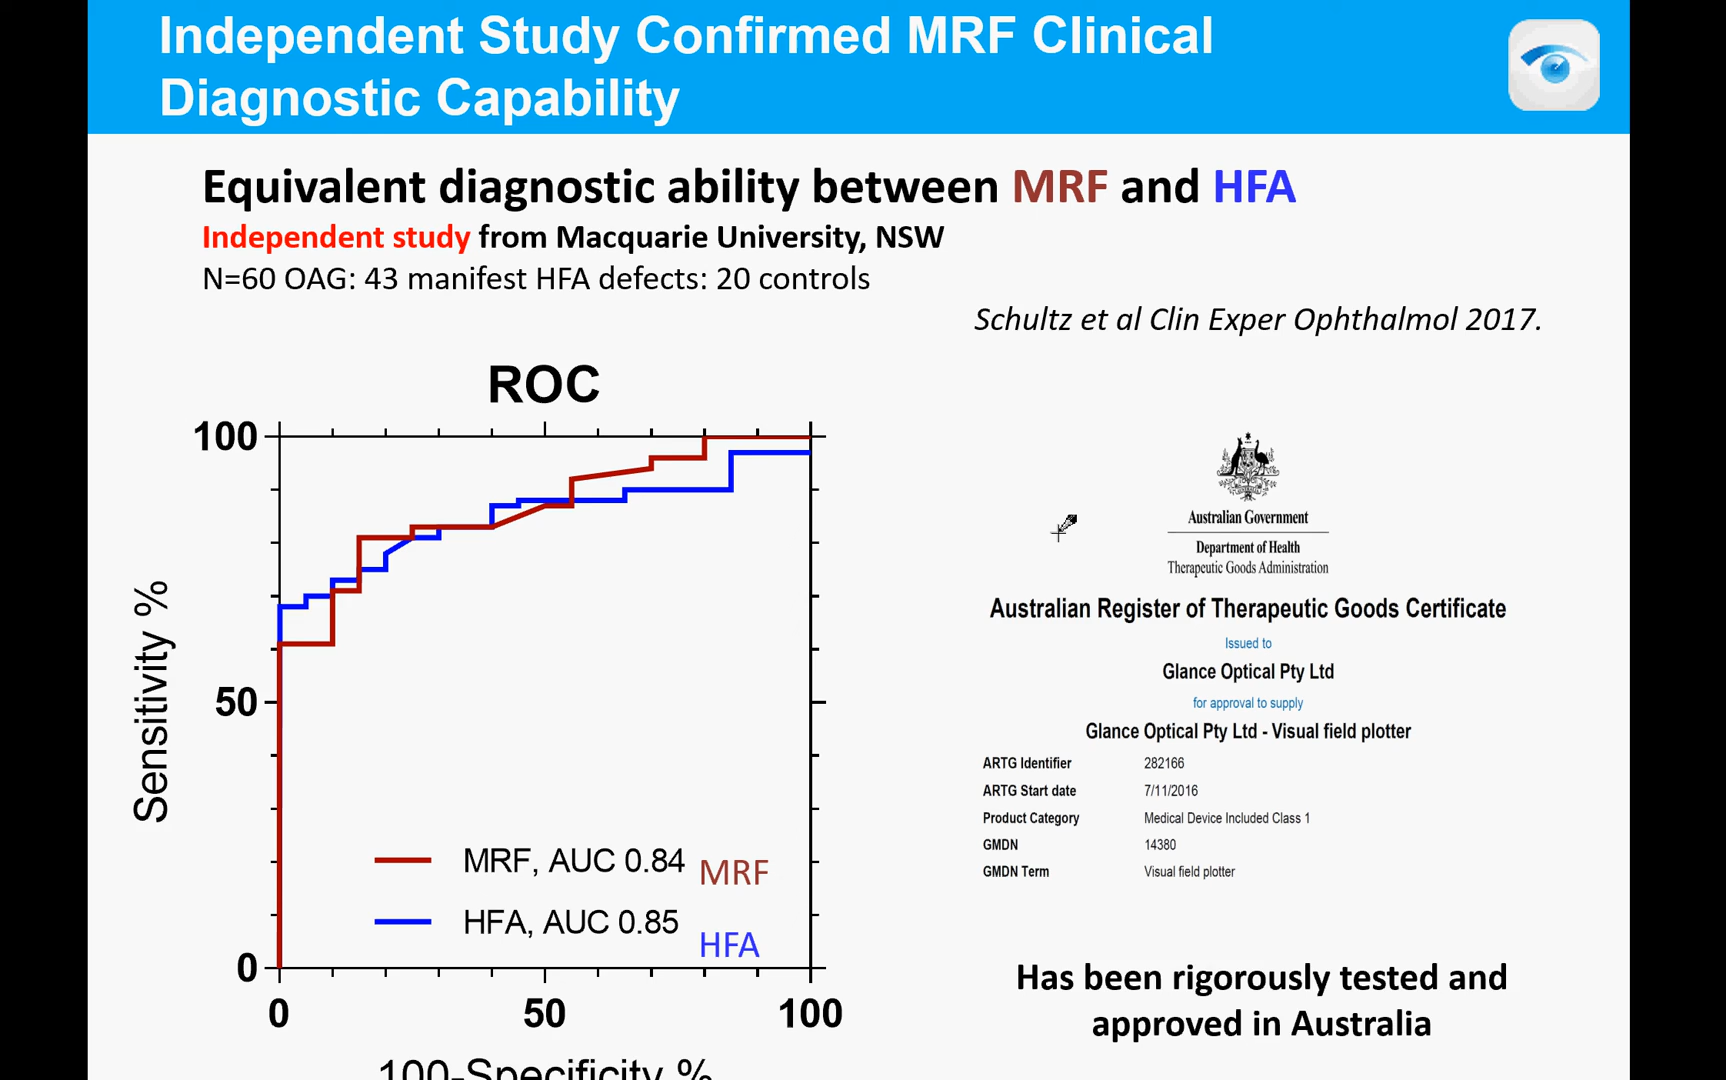 Independent Study Confirmed MRF Clinical
Diagnostic Capability
Equivalent diagnostic ability between MRF and HFA
Independent study from Macquarie University, NSW
N=60 OAG: 43 manifest HFA defects: 20 controls
Schultz et al Clin Exper Ophthalmol 2017.
ROC
100
50
0
Sensitivity %
MRF, AUC 0.84 MRF
HFA, AUC 0.85 HFA
0 50 100
100-Specificity %
Australian Government
Department of Health
Therapeutic Goods Administration
Australian Register of Therapeutic Goods Certificate
Issued to
Glance Optical Pty Ltd
for approval to supply
Glance Optical Pty Ltd - Visual field plotter
ARTG Identifier 282166
ARTG Start date 7/11/2016
Product Category Medical Device Included Class 1
GMDN 14380
GMDN Term Visual field plotter
Has been rigorously tested and
approved in Australia